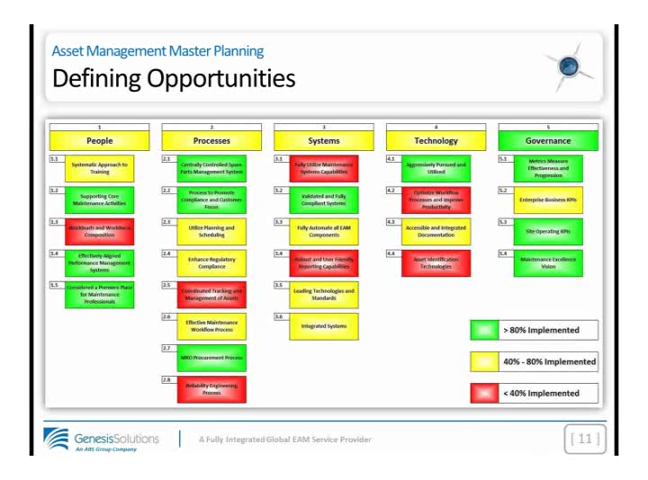 Asset Management Master Planning
Defining Opportunities
1
People
1.1
Systematic Approach to
Training
1.2
Supporting Core
Maintenance Activities
1.3
Workloads and Workforce
Composition
1.4
Effectively Aligned
Performance Management
Systems
1.5
Considered a Premiere Place
for Maintenance
Professionals
2
Processes
2.1
Centrally Controlled Spare
Parts Management System
2.2
Process to Promote
Compliance and Customer
Focus
2.3
Utilize Planning and
Scheduling
2.4
Enhance Regulatory
Compliance
2.5
Coordinated Tracking and
Management of Assets
2.6
Effective Maintenance
Workflow Process
2.7
MRO Procurement Process
2.8
Reliability Engineering
Process
3
Systems
3.1
Fully Utilize Maintenance
Systems Capabilities
3.2
Validated and Fully
Compliant Systems
3.3
Fully Automate all EAM
Components
3.4
Robust and User Friendly
Reporting Capabilities
3.5
Leading Technologies and
Standards
3.6
Integrated Systems
4
Technology
4.1
Aggressively Pursued and
Utilized
4.2
Optimize Workflow
Processes and Improve
Productivity
4.3
Accessible and Integrated
Documentation
4.4
Asset Identification
Technologies
5
Governance
5.1
Metrics Measure
Effectiveness and
Progression
5.2
Enterprise Business KPIs
5.3
Site Operating KPIs
5.4
Maintenance Excellence
Vision
> 80% Implemented
40% - 80% Implemented
< 40% Implemented
GenesisSolutions
An ABS Group Company
A Fully Integrated Global EAM Service Provider
[ 11 ]